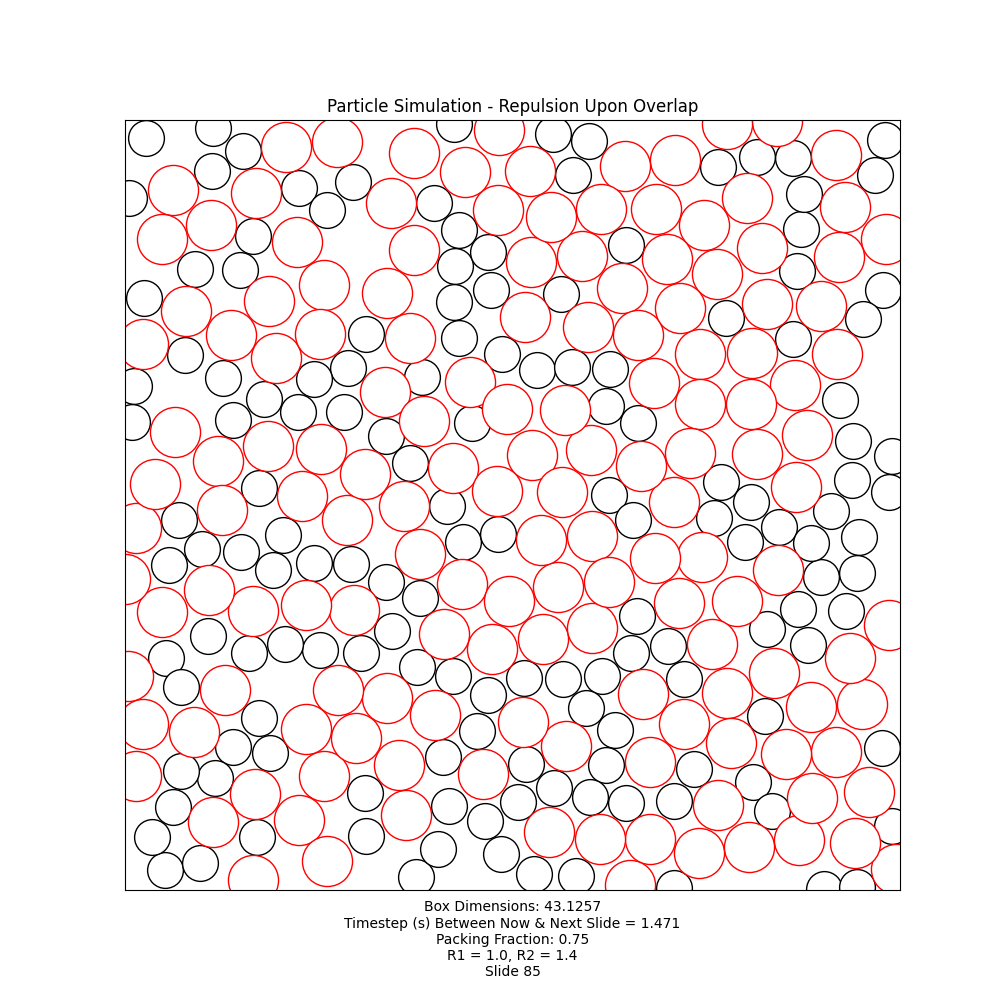 Particle Simulation - Repulsion Upon Overlap
Box Dimensions: 43.1257
Timestep (s) Between Now & Next Slide = 1.471
Packing Fraction: 0.75
R1 = 1.0, R2 = 1.4
Slide 85